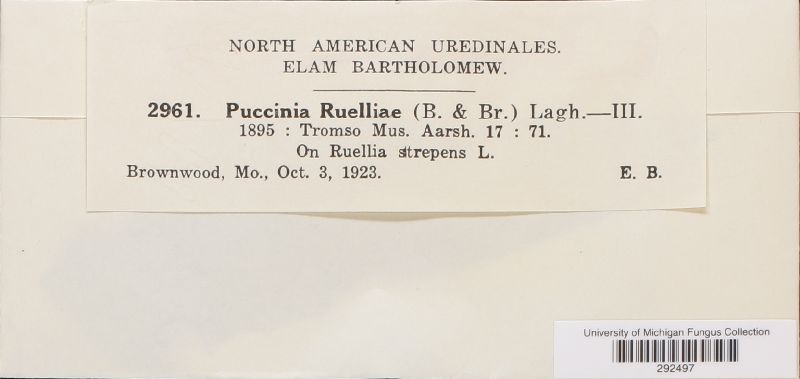 NORTH AMERICAN UREDINALES.
ELAM BARTHOLOMEW.
2961. Puccinia Ruelliae (B. & Br.) Lagh.—III.
1895 : Tromso Mus. Aarsh. 17 : 71.
On Ruellia strepens L.
Brownwood, Mo., Oct. 3, 1923. E. B.
University of Michigan Fungus Collection
292497